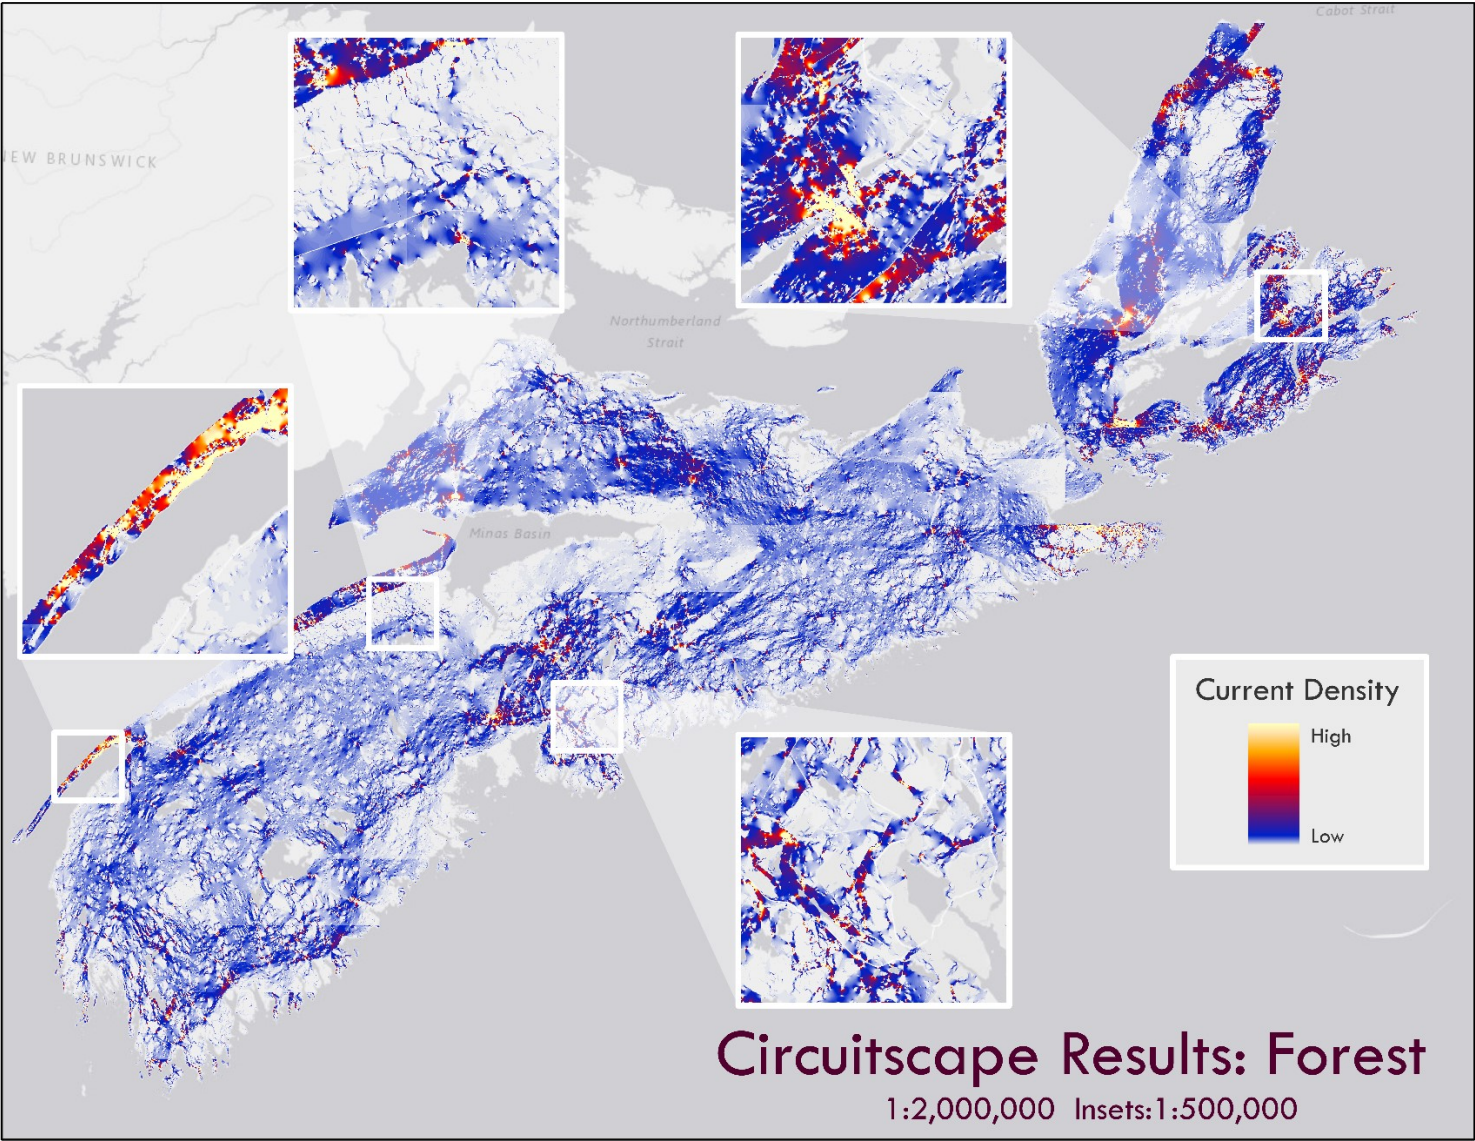 Cabot Strait
NEW BRUNSWICK
Northumberland
Strait
Minas Basin
Current Density
High
Low
Circuitscape Results: Forest
1:2,000,000 Insets:1:500,000